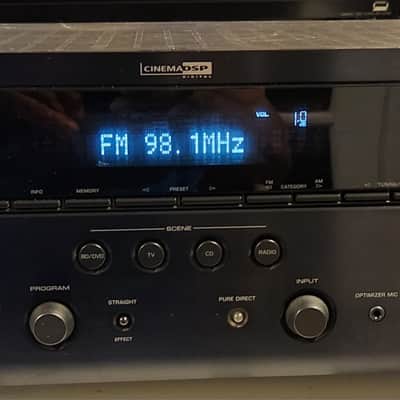 CINEMA DSP
DIGITAL
VOL
FM 98.1MHz
INFO MEMORY PRESET FM CATEGORY AM
SCENE
BD/DVD TV CD RADIO
PROGRAM STRAIGHT PURE DIRECT INPUT OPTIMIZER MIC
EFFECT